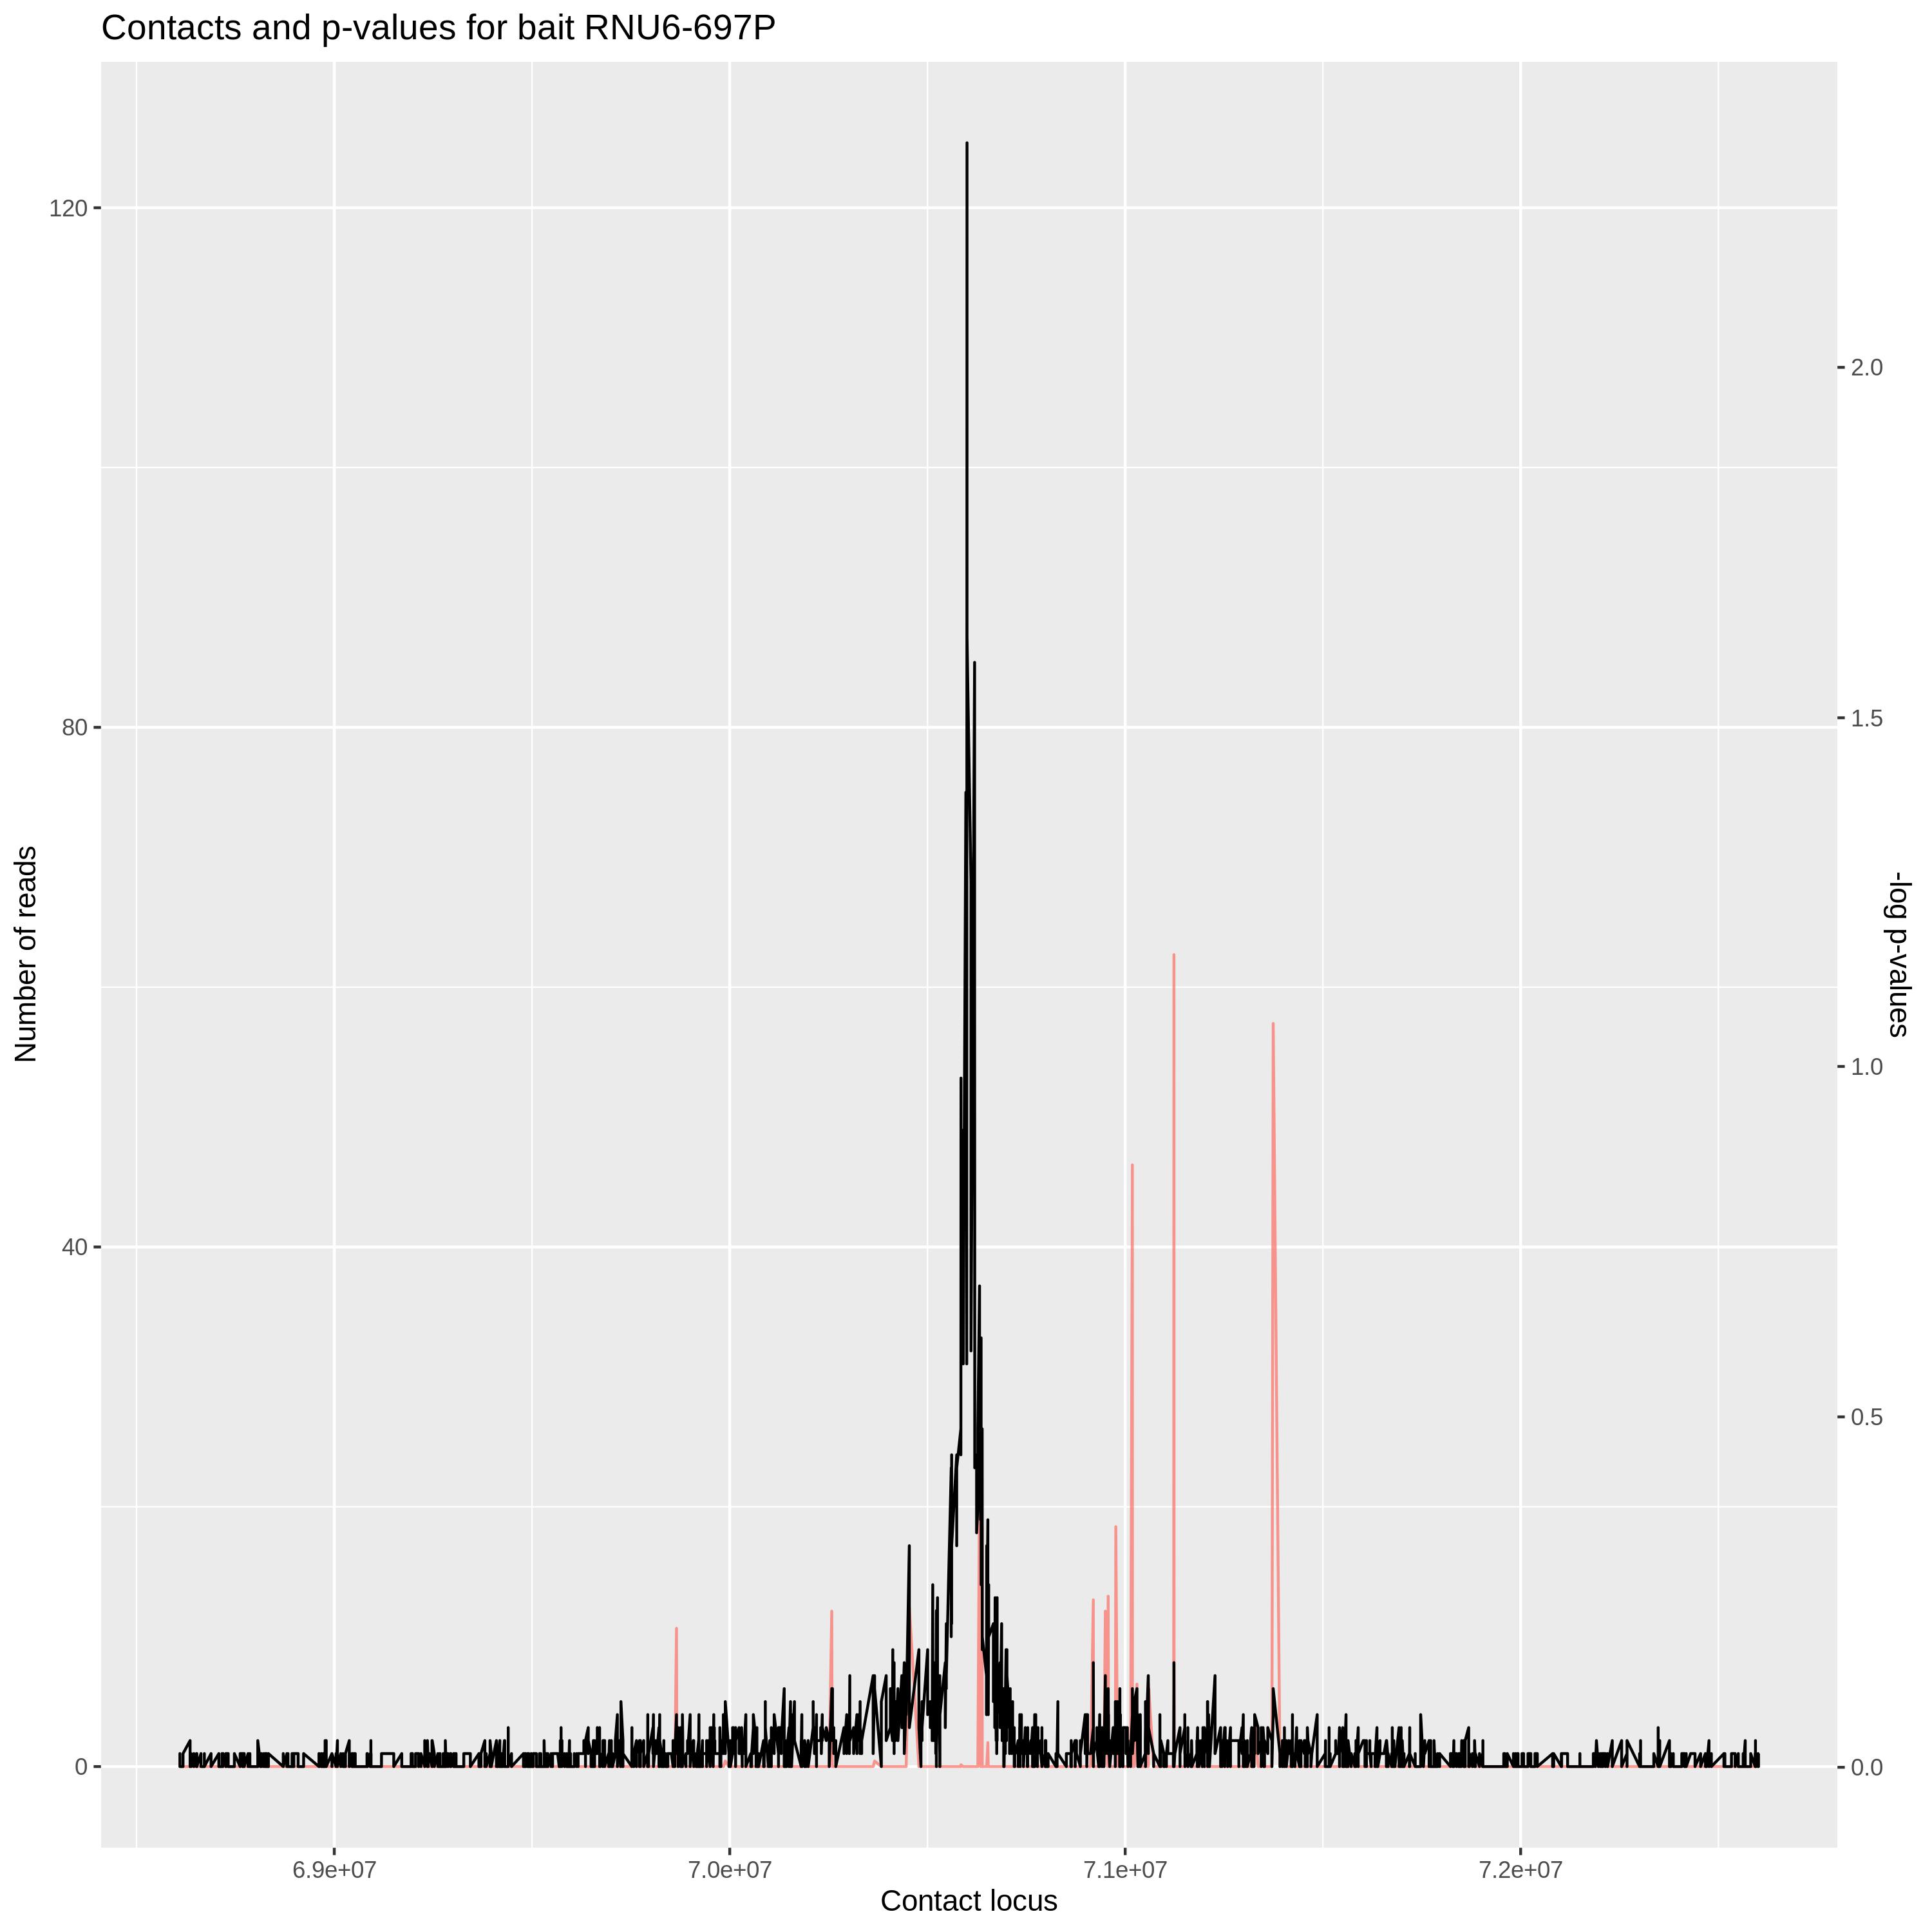 Contacts and p-values for bait RNU6-697P
120
80
40
0
Number of reads
2.0
1.5
1.0
0.5
0.0
-log p-values
6.9e+07
7.0e+07
7.1e+07
7.2e+07
Contact locus